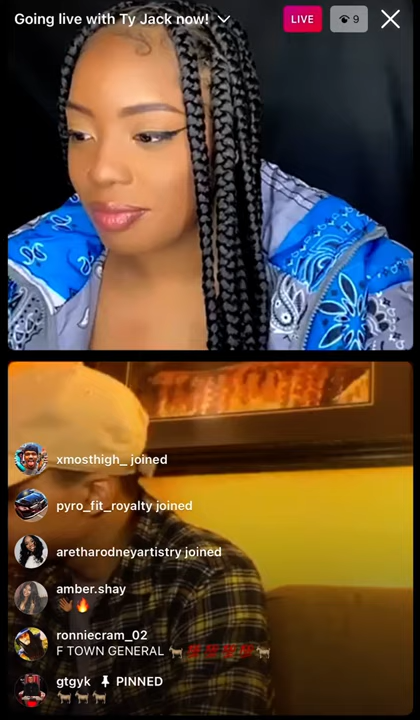 Going live with Ty Jack now!
LIVE
9
xmosthigh_ joined
pyro_fit_royalty joined
aretharodneyartistry joined
amber.shay
👋🏾🔥
ronniecram_02
F TOWN GENERAL 🐐💯💯💯💯🐐
gtgyk 📌 PINNED
🐐🐐🐐